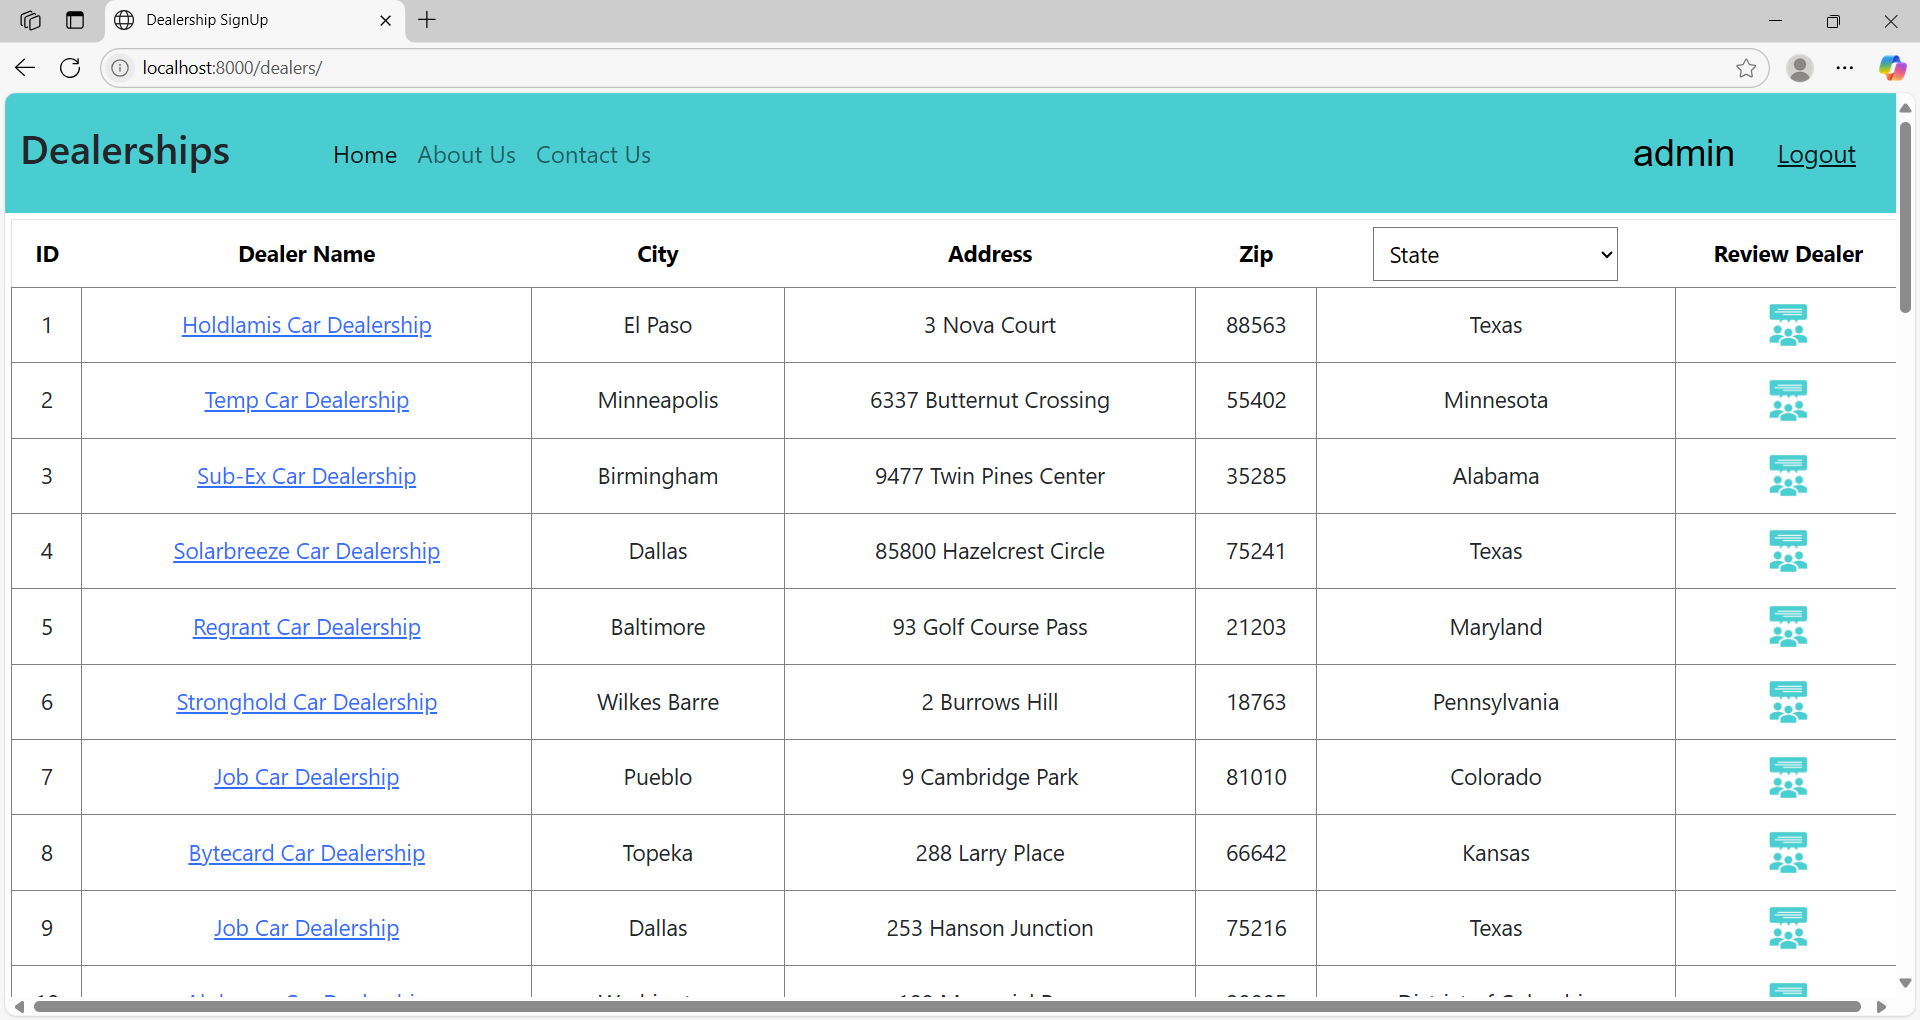 Dealership SignUp
localhost:8000/dealers/
Dealerships Home About Us Contact Us admin Logout
ID Dealer Name City Address Zip State Review Dealer
1 Holdlamis Car Dealership El Paso 3 Nova Court 88563 Texas
2 Temp Car Dealership Minneapolis 6337 Butternut Crossing 55402 Minnesota
3 Sub-Ex Car Dealership Birmingham 9477 Twin Pines Center 35285 Alabama
4 Solarbreeze Car Dealership Dallas 85800 Hazelcrest Circle 75241 Texas
5 Regrant Car Dealership Baltimore 93 Golf Course Pass 21203 Maryland
6 Stronghold Car Dealership Wilkes Barre 2 Burrows Hill 18763 Pennsylvania
7 Job Car Dealership Pueblo 9 Cambridge Park 81010 Colorado
8 Bytecard Car Dealership Topeka 288 Larry Place 66642 Kansas
9 Job Car Dealership Dallas 253 Hanson Junction 75216 Texas